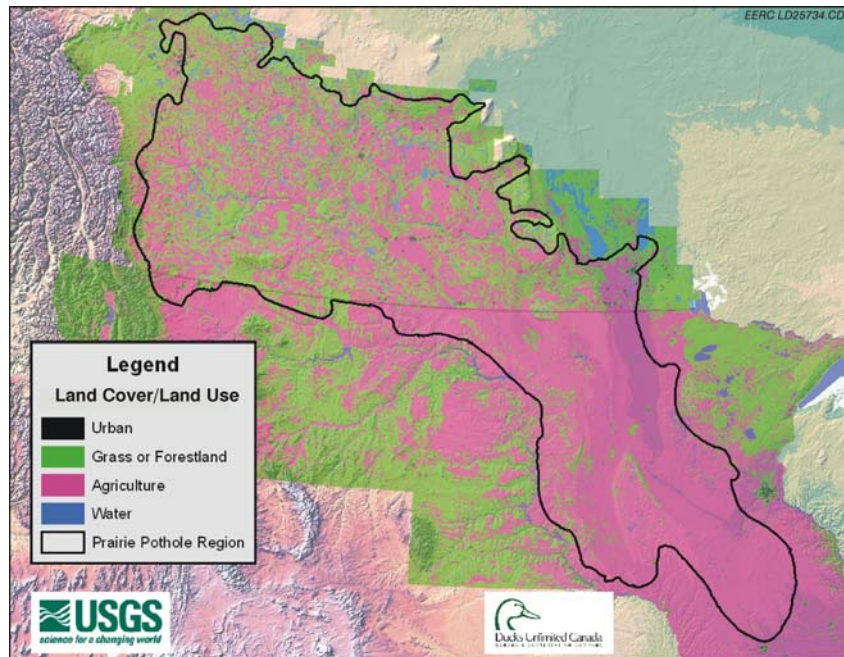 EERC LD25734.CD
Legend
Land Cover/Land Use
Urban
Grass or Forestland
Agriculture
Water
Prairie Pothole Region
USGS
science for a changing world
Ducks Unlimited Canada